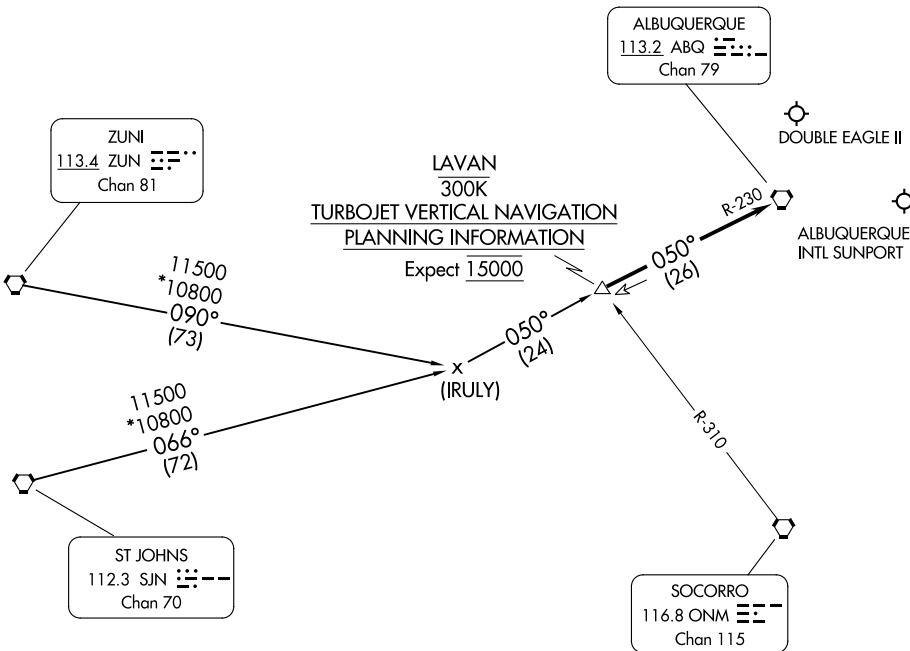 ALBUQUERQUE
113.2 ABQ
Chan 79
DOUBLE EAGLE II
ZUNI
113.4 ZUN
Chan 81
LAVAN
300K
TURBOJET VERTICAL NAVIGATION
PLANNING INFORMATION
Expect 15000
R-230
ALBUQUERQUE
INTL SUNPORT
050°
(26)
11500
*10800
090°
(73)
050°
(24)
X
(IRULY)
11500
*10800
066°
(72)
R-310
ST JOHNS
112.3 SJN
Chan 70
SOCORRO
116.8 ONM
Chan 115